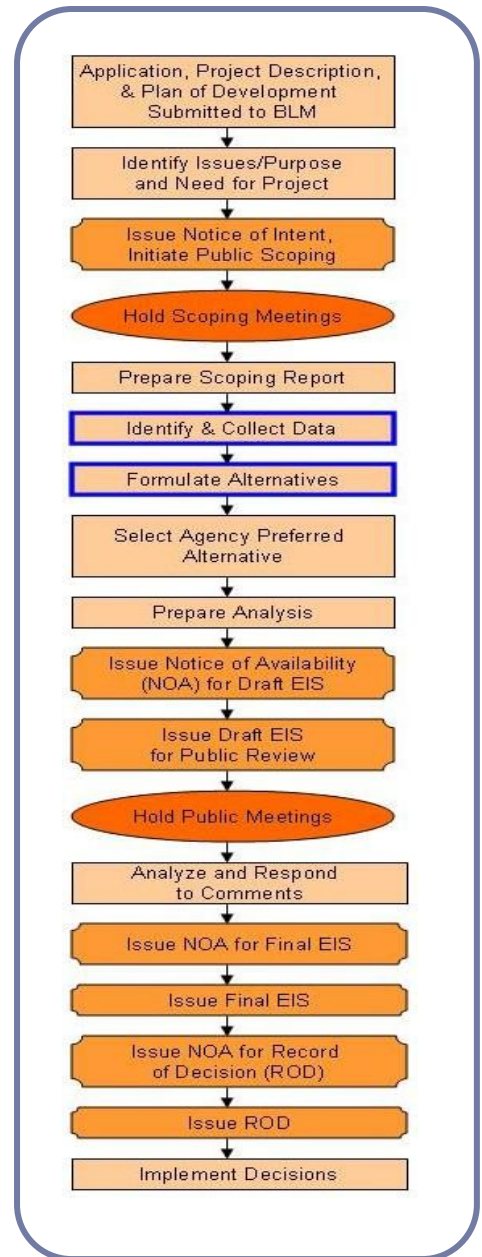 Application, Project Description,
& Plan of Development
Submitted to BLM
Identify Issues/Purpose
and Need for Project
Issue Notice of Intent,
Initiate Public Scoping
Hold Scoping Meetings
Prepare Scoping Report
Identify & Collect Data
Formulate Alternatives
Select Agency Preferred
Alternative
Prepare Analysis
Issue Notice of Availability
(NOA) for Draft EIS
Issue Draft EIS
for Public Review
Hold Public Meetings
Analyze and Respond
to Comments
Issue NOA for Final EIS
Issue Final EIS
Issue NOA for Record
of Decision (ROD)
Issue ROD
Implement Decisions